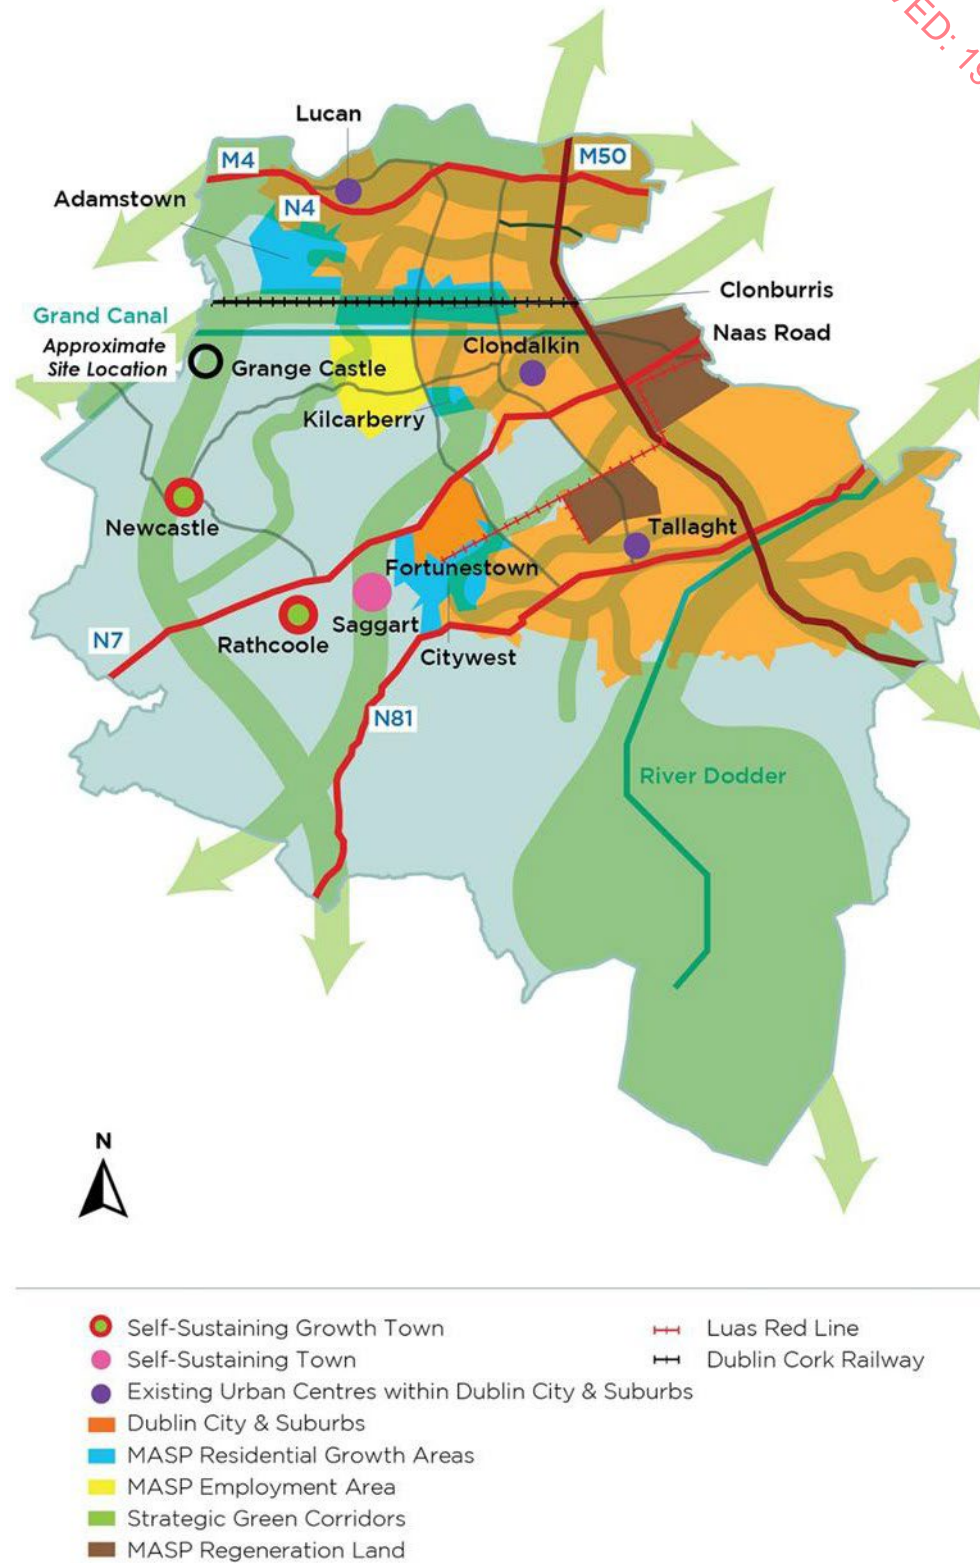 VED: 19
Lucan
M4
M50
Adamstown
N4
Clonburris
Grand Canal
Naas Road
Approximate
Site Location
Clondalkin
Grange Castle
Kilcarberry
Newcastle
Tallaght
Fortunestown
Saggart
N7
Rathcoole
Citywest
N81
River Dodder
N
Self-Sustaining Growth Town
Luas Red Line
Self-Sustaining Town
Dublin Cork Railway
Existing Urban Centres within Dublin City & Suburbs
Dublin City & Suburbs
MASP Residential Growth Areas
MASP Employment Area
Strategic Green Corridors
MASP Regeneration Land